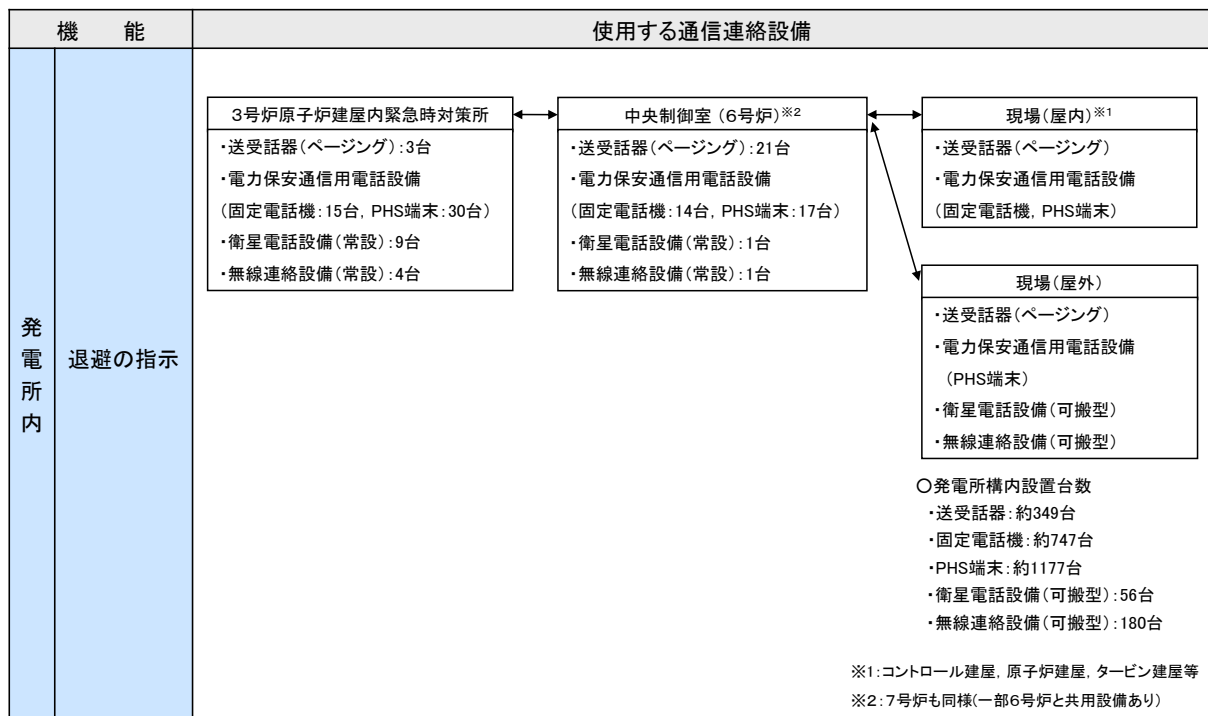 機　　能
使用する通信連絡設備
発電所内
退避の指示
3号炉原子炉建屋内緊急時対策所
・送受話器(ページング):3台
・電力保安通信用電話設備
(固定電話機:15台, PHS端末:30台)
・衛星電話設備(常設):9台
・無線連絡設備(常設):4台
中央制御室 (6号炉)※2
・送受話器(ページング):21台
・電力保安通信用電話設備
(固定電話機:14台, PHS端末:17台)
・衛星電話設備(常設):1台
・無線連絡設備(常設):1台
現場(屋内)※1
・送受話器(ページング)
・電力保安通信用電話設備
(固定電話機, PHS端末)
現場(屋外)
・送受話器(ページング)
・電力保安通信用電話設備
(PHS端末)
・衛星電話設備(可搬型)
・無線連絡設備(可搬型)
○発電所構内設置台数
・送受話器:約349台
・固定電話機:約747台
・PHS端末:約1177台
・衛星電話設備(可搬型):56台
・無線連絡設備(可搬型):180台
※1:コントロール建屋, 原子炉建屋, タービン建屋等
※2:7号炉も同様(一部6号炉と共用設備あり)